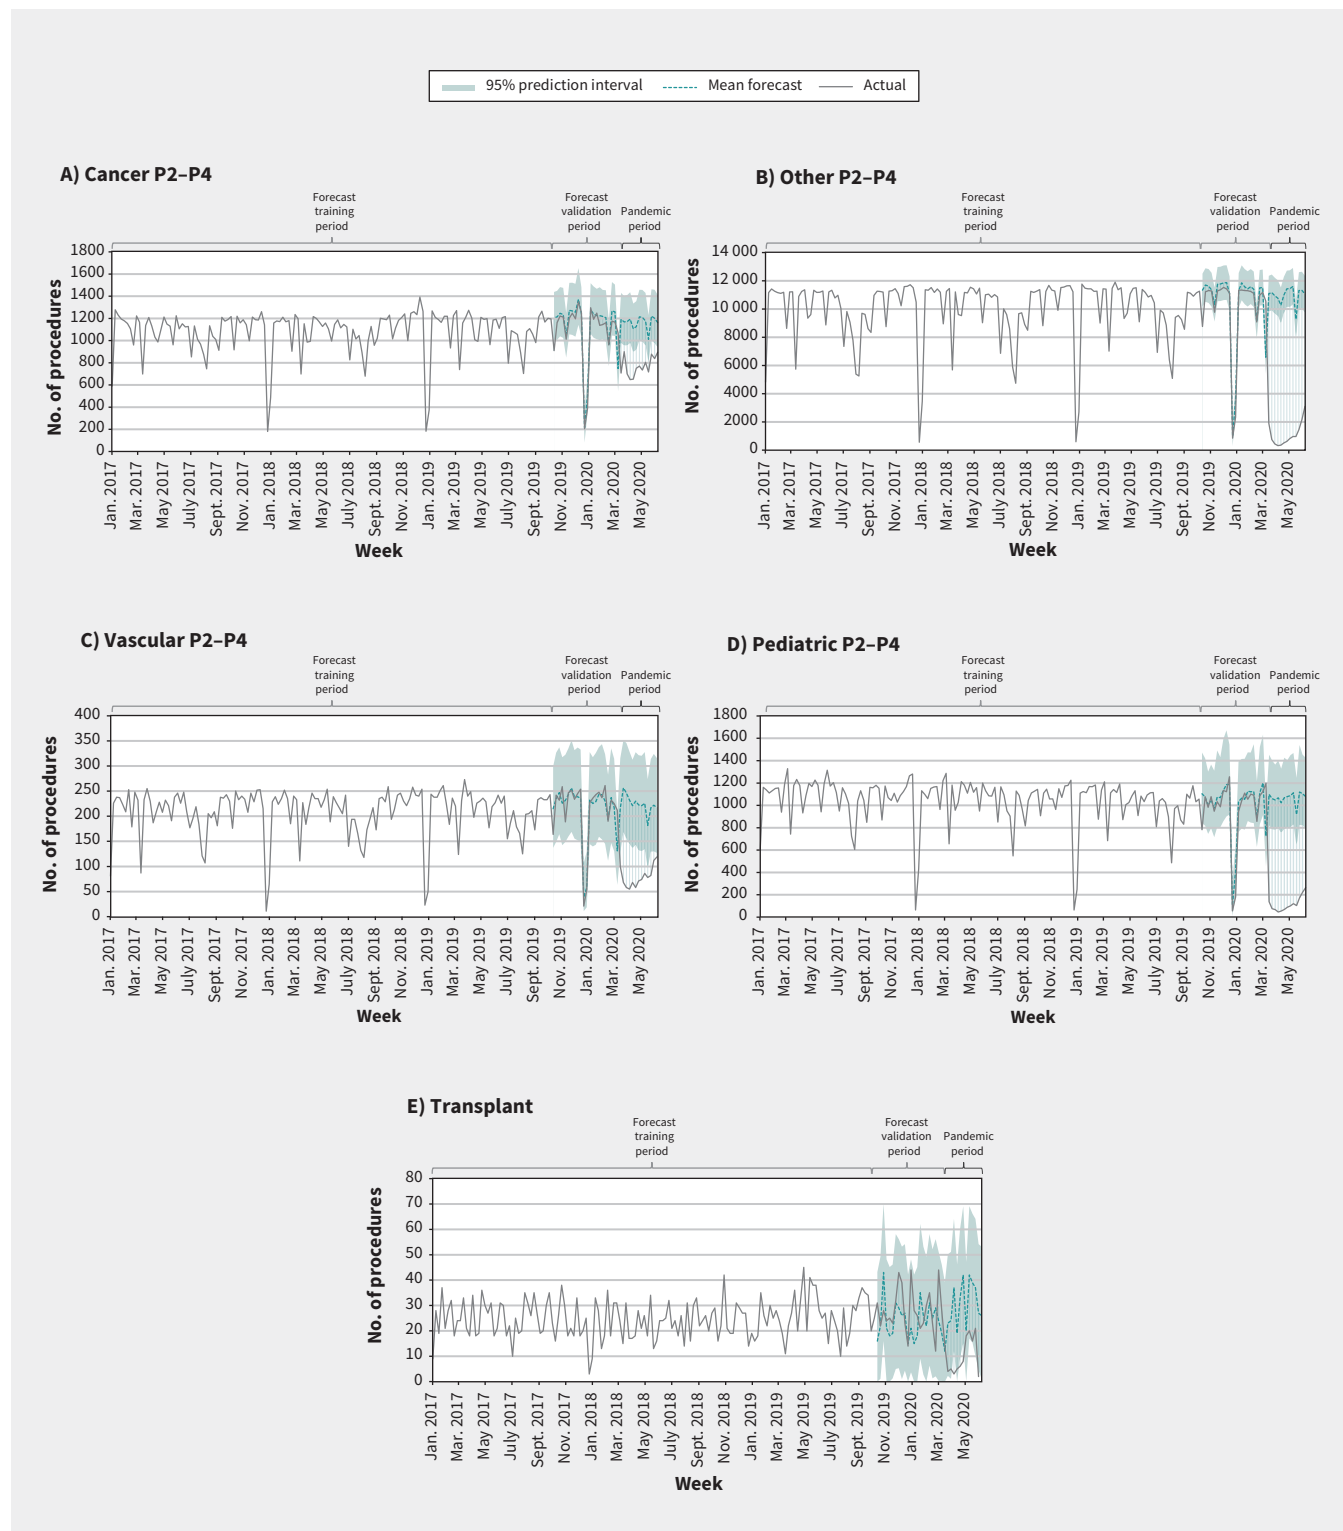 95% prediction interval Mean forecast Actual
A) Cancer P2–P4
Forecast
training
period
Forecast
validation
period
Pandemic
period
No. of procedures
1800
1600
1400
1200
1000
800
600
400
200
0
Jan. 2017
Mar. 2017
May 2017
July 2017
Sept. 2017
Nov. 2017
Jan. 2018
Mar. 2018
May 2018
July 2018
Sept. 2018
Nov. 2018
Jan. 2019
Mar. 2019
May 2019
July 2019
Sept. 2019
Nov. 2019
Jan. 2020
Mar. 2020
May 2020
Week
B) Other P2–P4
Forecast
training
period
Forecast
validation
period
Pandemic
period
No. of procedures
14 000
12 000
10 000
8000
6000
4000
2000
0
Jan. 2017
Mar. 2017
May 2017
July 2017
Sept. 2017
Nov. 2017
Jan. 2018
Mar. 2018
May 2018
July 2018
Sept. 2018
Nov. 2018
Jan. 2019
Mar. 2019
May 2019
July 2019
Sept. 2019
Nov. 2019
Jan. 2020
Mar. 2020
May 2020
Week
C) Vascular P2–P4
Forecast
training
period
Forecast
validation
period
Pandemic
period
No. of procedures
400
350
300
250
200
150
100
50
0
Jan. 2017
Mar. 2017
May 2017
July 2017
Sept. 2017
Nov. 2017
Jan. 2018
Mar. 2018
May 2018
July 2018
Sept. 2018
Nov. 2018
Jan. 2019
Mar. 2019
May 2019
July 2019
Sept. 2019
Nov. 2019
Jan. 2020
Mar. 2020
May 2020
Week
D) Pediatric P2–P4
Forecast
training
period
Forecast
validation
period
Pandemic
period
No. of procedures
1800
1600
1400
1200
1000
800
600
400
200
0
Jan. 2017
Mar. 2017
May 2017
July 2017
Sept. 2017
Nov. 2017
Jan. 2018
Mar. 2018
May 2018
July 2018
Sept. 2018
Nov. 2018
Jan. 2019
Mar. 2019
May 2019
July 2019
Sept. 2019
Nov. 2019
Jan. 2020
Mar. 2020
May 2020
Week
E) Transplant
Forecast
training
period
Forecast
validation
period
Pandemic
period
No. of procedures
80
70
60
50
40
30
20
10
0
Jan. 2017
Mar. 2017
May 2017
July 2017
Sept. 2017
Nov. 2017
Jan. 2018
Mar. 2018
May 2018
July 2018
Sept. 2018
Nov. 2018
Jan. 2019
Mar. 2019
May 2019
July 2019
Sept. 2019
Nov. 2019
Jan. 2020
Mar. 2020
May 2020
Week